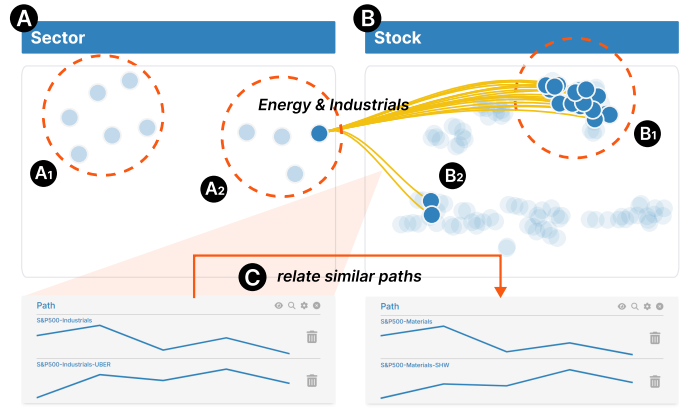 A
B
Sector
Stock
Energy & Industrials
A1
A2
B1
B2
C relate similar paths
Path
S&P500-Industrials
S&P500-Industrials-UBER
Path
S&P500-Materials
S&P500-Materials-SHW